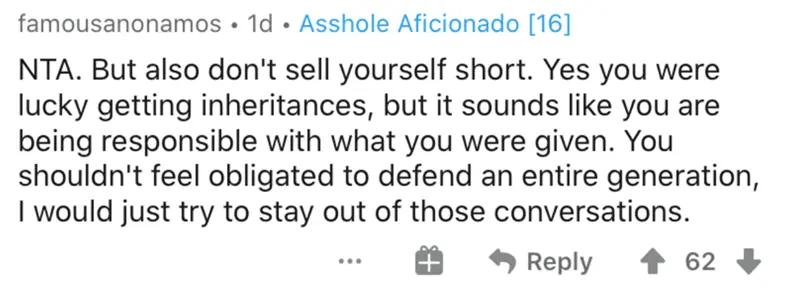 famousanonamos • 1d • Asshole Aficionado [16]
NTA. But also don't sell yourself short. Yes you were
lucky getting inheritances, but it sounds like you are
being responsible with what you were given. You
shouldn't feel obligated to defend an entire generation,
I would just try to stay out of those conversations.
... Reply 62